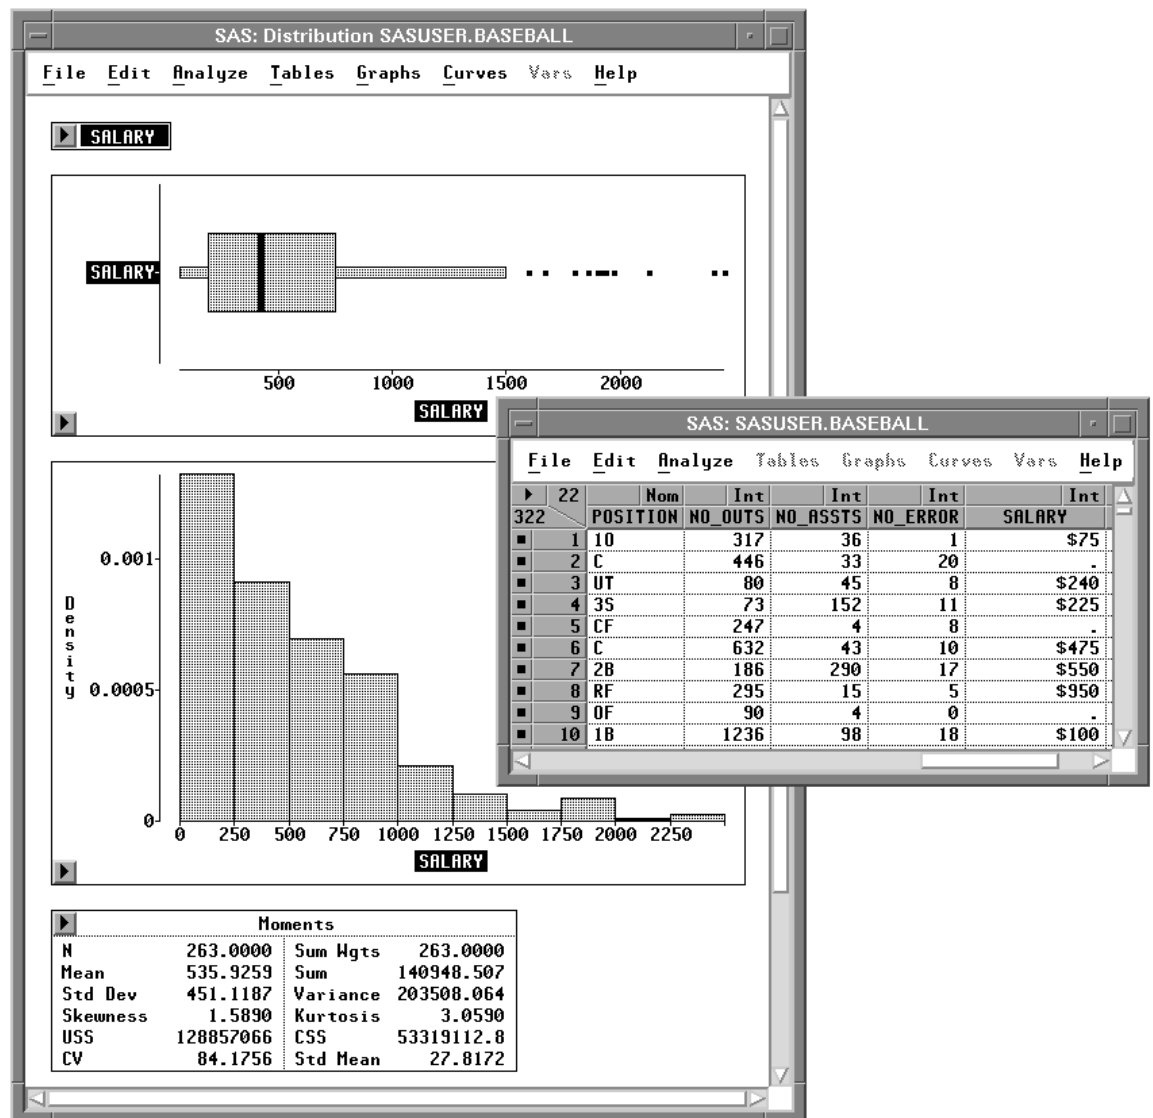 SAS: Distribution SASUSER.BASEBALL
File Edit Analyze Tables Graphs Curves Vars Help
SALARY
SALARY
500 1000 1500 2000
SALARY
Density
0.001
0.0005
0
0 250 500 750 1000 1250 1500 1750 2000 2250
SALARY
Moments
N 263.0000 Sum Wgts 263.0000
Mean 535.9259 Sum 140948.507
Std Dev 451.1187 Variance 203508.064
Skewness 1.5890 Kurtosis 3.0590
USS 128857066 CSS 53319112.8
CV 84.1756 Std Mean 27.8172
SAS: SASUSER.BASEBALL
File Edit Analyze Tables Graphs Curves Vars Help
22 Nom Int Int Int Int
322 POSITION NO_OUTS NO_ASSTS NO_ERROR SALARY
1 1O 317 36 1 $75
2 C 446 33 20 .
3 UT 80 45 8 $240
4 3S 73 152 11 $225
5 CF 247 4 8 .
6 C 632 43 10 $475
7 2B 186 290 17 $550
8 RF 295 15 5 $950
9 OF 90 4 0 .
10 1B 1236 98 18 $100